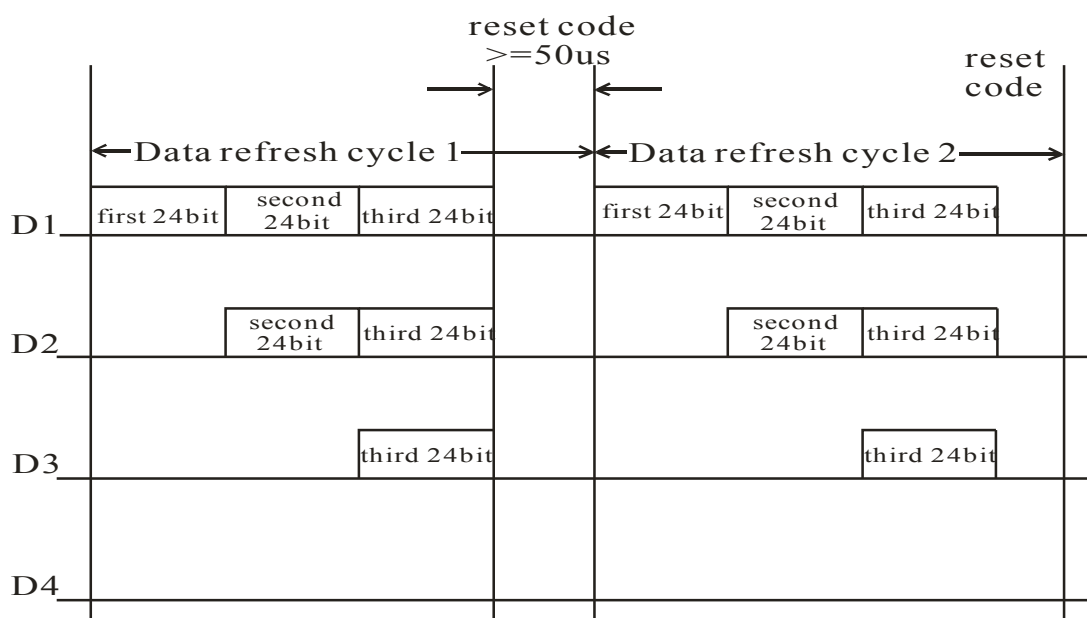 reset code
>=50us
reset
code
Data refresh cycle 1
Data refresh cycle 2
D1
first 24bit
second
24bit
third 24bit
first 24bit
second
24bit
third 24bit
D2
second
24bit
third 24bit
second
24bit
third 24bit
D3
third 24bit
third 24bit
D4